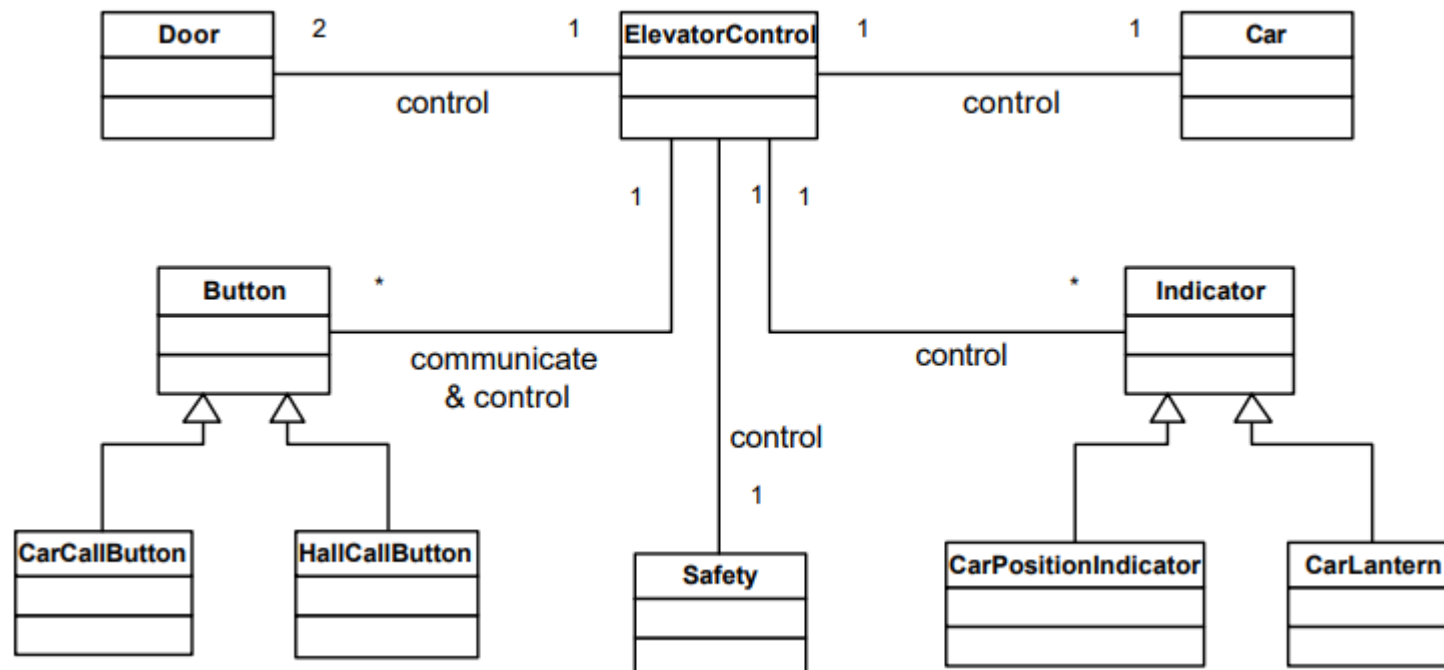 Door 2 1 ElevatorControl 1 1 Car
control control
1 1 1
Button * * Indicator
communicate
& control
control
control
1
CarCallButton HallCallButton Safety CarPositionIndicator CarLantern